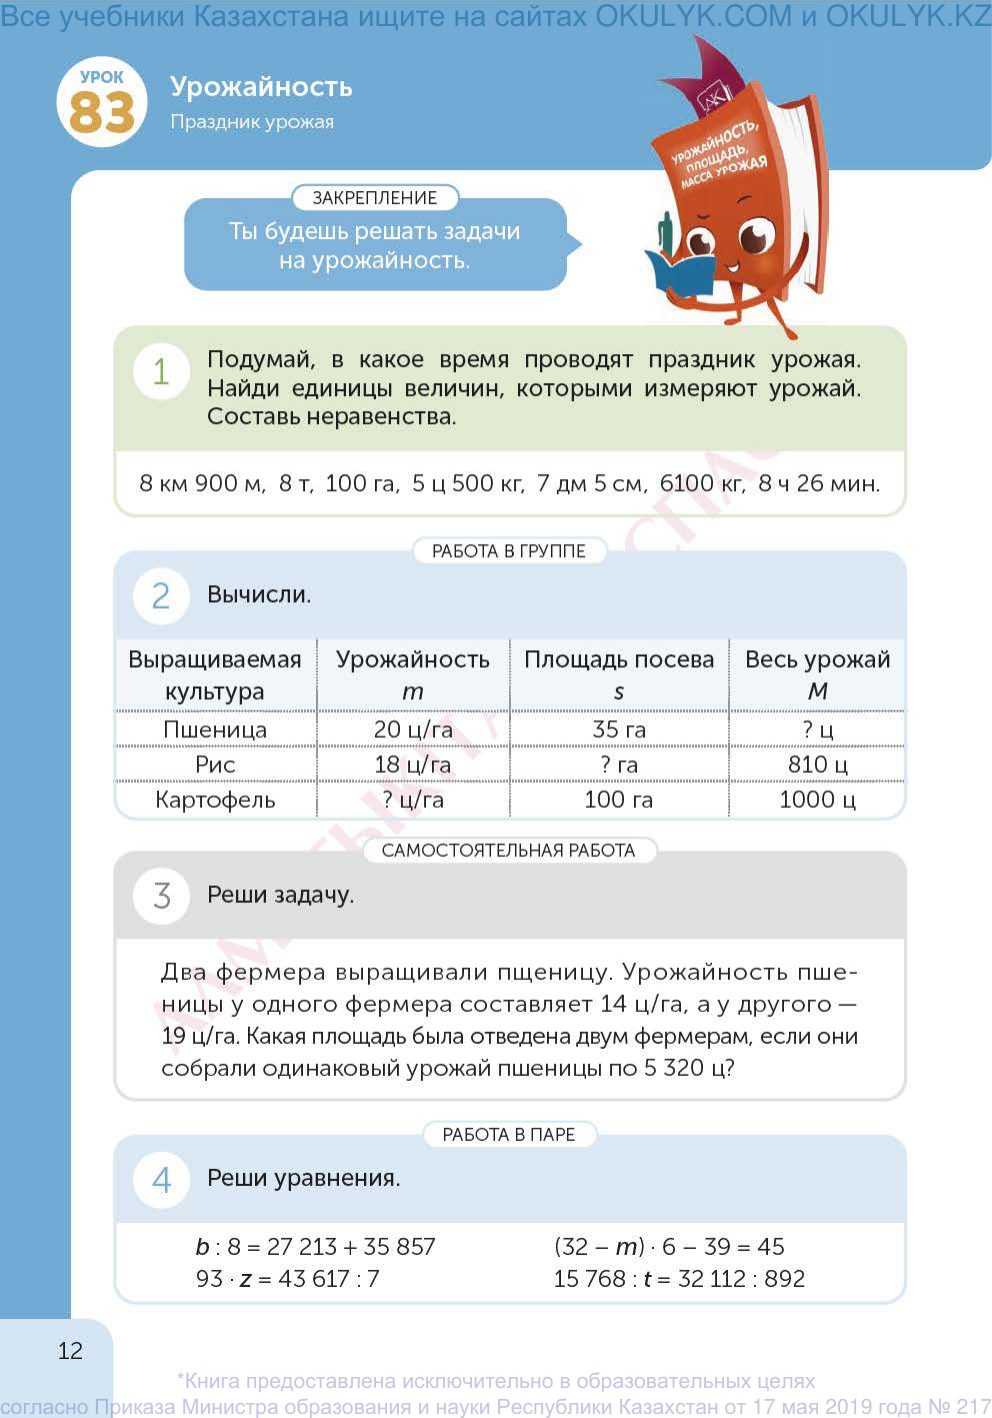 Все учебники Казахстана ищите на сайтах OKULYK.COM и OKULYK.KZ
УРОК
83
Урожайность
Праздник урожая
УРОЖАЙНОСТЬ,
ПЛОЩАДЬ,
МАССА УРОЖАЯ
ЗАКРЕПЛЕНИЕ
Ты будешь решать задачи
на урожайность.
1
Подумай, в какое время проводят праздник урожая.
Найди единицы величин, которыми измеряют урожай.
Составь неравенства.
8 км 900 м, 8 т, 100 га, 5 ц 500 кг, 7 дм 5 см, 6100 кг, 8 ч 26 мин.
РАБОТА В ГРУППЕ
2
Вычисли.
Выращиваемая культура Урожайность m Площадь посева s Весь урожай M
Пшеница 20 ц/га 35 га ? ц
Рис 18 ц/га ? га 810 ц
Картофель ? ц/га 100 га 1000 ц
САМОСТОЯТЕЛЬНАЯ РАБОТА
3
Реши задачу.
Два фермера выращивали пщеницу. Урожайность пше-
ницы у одного фермера составляет 14 ц/га, а у другого —
19 ц/га. Какая площадь была отведена двум фермерам, если они
собрали одинаковый урожай пшеницы по 5 320 ц?
РАБОТА В ПАРЕ
4
Реши уравнения.
b : 8 = 27 213 + 35 857 (32 – m) · 6 – 39 = 45
93 · z = 43 617 : 7 15 768 : t = 32 112 : 892
12
*Книга предоставлена исключительно в образовательных целях
согласно Приказа Министра образования и науки Республики Казахстан от 17 мая 2019 года № 217